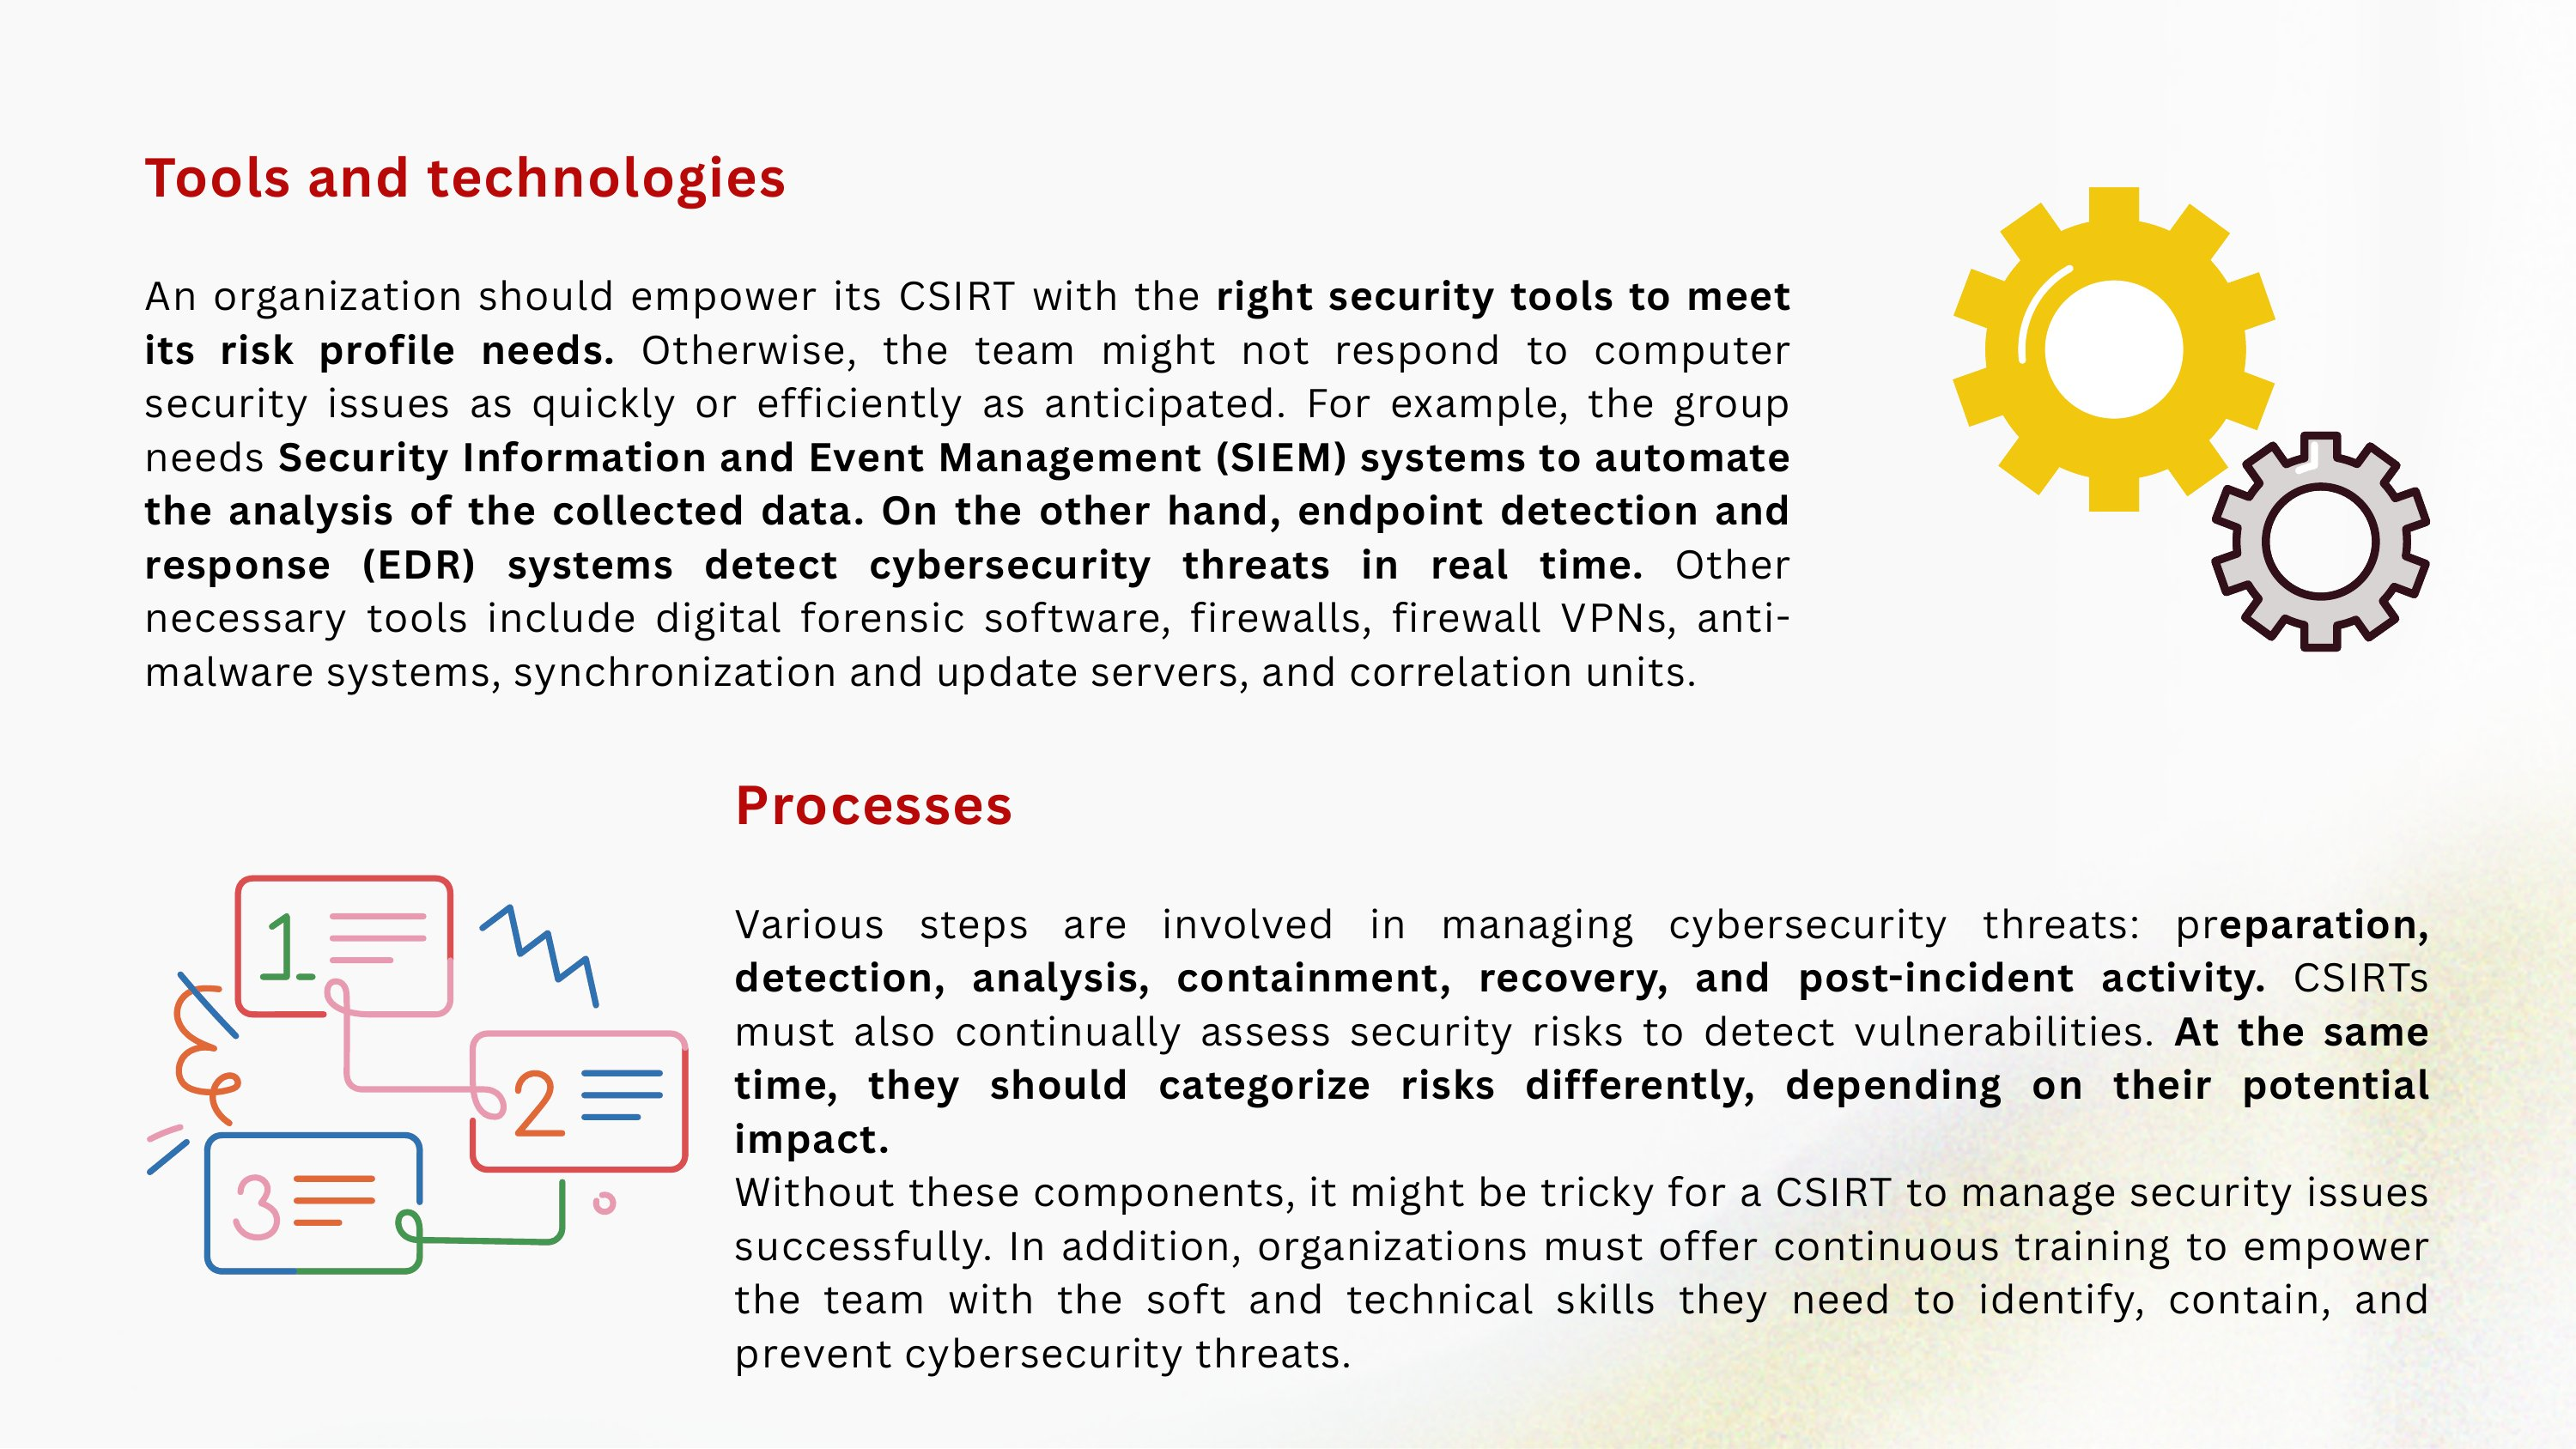 Tools and technologies
An organization should empower its CSIRT with the right security tools to meet
its risk profile needs. Otherwise, the team might not respond to computer
security issues as quickly or efficiently as anticipated. For example, the group
needs Security Information and Event Management (SIEM) systems to automate
the analysis of the collected data. On the other hand, endpoint detection and
response (EDR) systems detect cybersecurity threats in real time. Other
necessary tools include digital forensic software, firewalls, firewall VPNs, anti-
malware systems, synchronization and update servers, and correlation units.
Processes
Various steps are involved in managing cybersecurity threats: preparation,
detection, analysis, containment, recovery, and post-incident activity. CSIRTs
must also continually assess security risks to detect vulnerabilities. At the same
time, they should categorize risks differently, depending on their potential
impact.
Without these components, it might be tricky for a CSIRT to manage security issues
successfully. In addition, organizations must offer continuous training to empower
the team with the soft and technical skills they need to identify, contain, and
prevent cybersecurity threats.
1
2
3